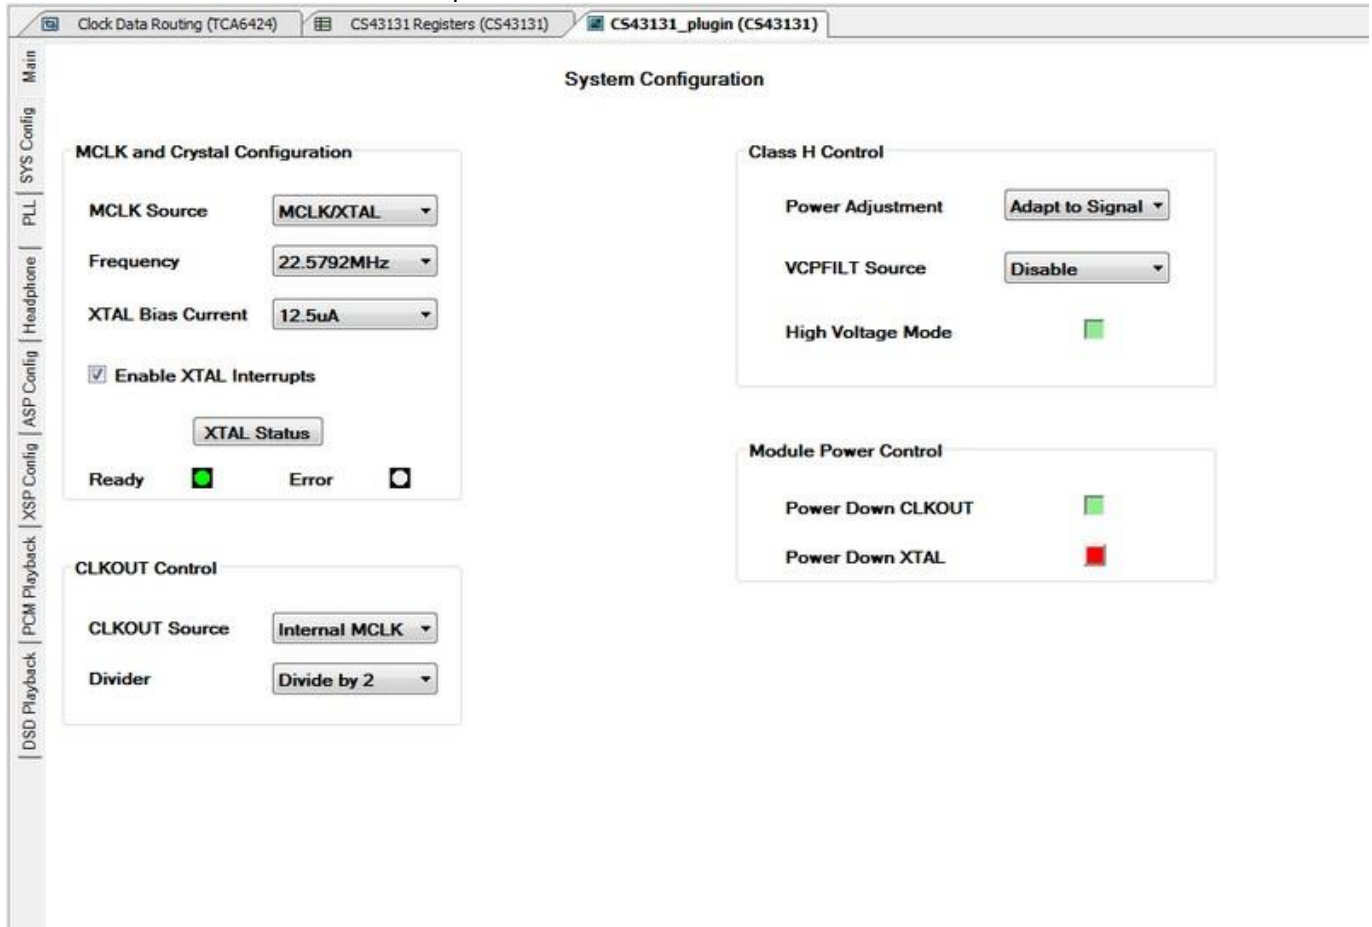 Clock Data Routing (TCA6424) CS43131 Registers (CS43131) CS43131_plugin (CS43131)
Main
SYS Config
PLL
Headphone
ASP Config
XSP Config
PCM Playback
DSD Playback
System Configuration
MCLK and Crystal Configuration
MCLK Source MCLK/XTAL
Frequency 22.5792MHz
XTAL Bias Current 12.5uA
Enable XTAL Interrupts
XTAL Status
Ready Error
CLKOUT Control
CLKOUT Source Internal MCLK
Divider Divide by 2
Class H Control
Power Adjustment Adapt to Signal
VCPFILT Source Disable
High Voltage Mode
Module Power Control
Power Down CLKOUT
Power Down XTAL